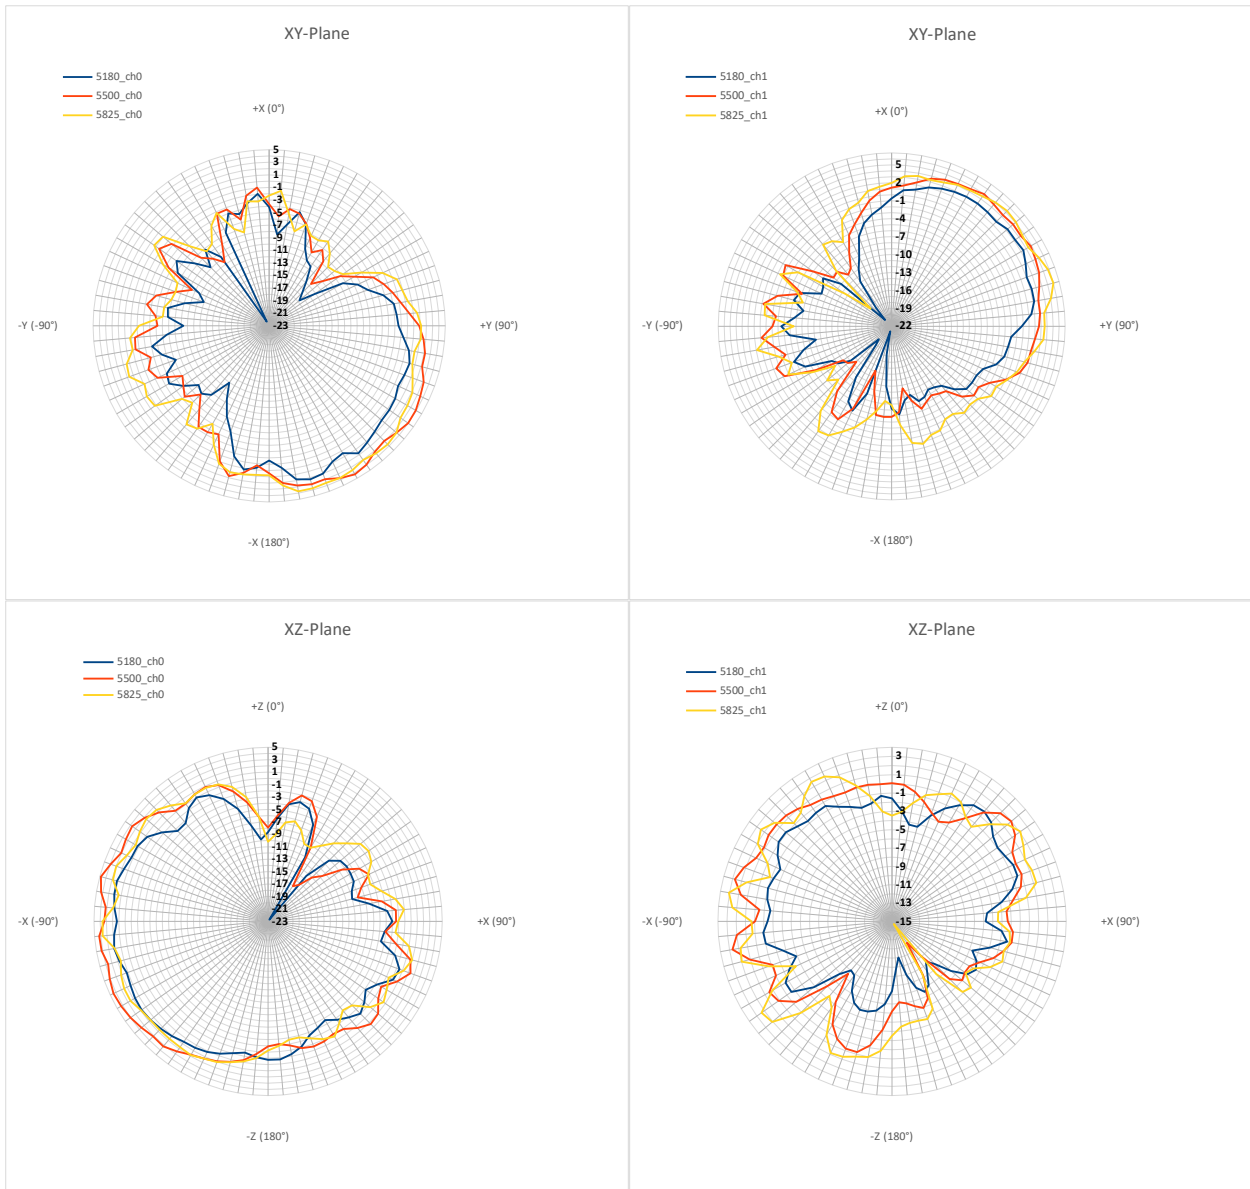 XY-Plane
5180_ch0
5500_ch0
5825_ch0
+X (0°)
5
3
1
-1
-3
-5
-7
-9
-11
-13
-15
-17
-19
-21
-23
-Y (-90°)
+Y (90°)
-X (180°)
XY-Plane
5180_ch1
5500_ch1
5825_ch1
+X (0°)
5
2
-1
-4
-7
-10
-13
-16
-19
-22
-Y (-90°)
+Y (90°)
-X (180°)
XZ-Plane
5180_ch0
5500_ch0
5825_ch0
+Z (0°)
5
3
1
-1
-3
-5
-7
-9
-11
-13
-15
-17
-19
-21
-23
-X (-90°)
+X (90°)
-Z (180°)
XZ-Plane
5180_ch1
5500_ch1
5825_ch1
+Z (0°)
3
1
-1
-3
-5
-7
-9
-11
-13
-15
-X (-90°)
+X (90°)
-Z (180°)